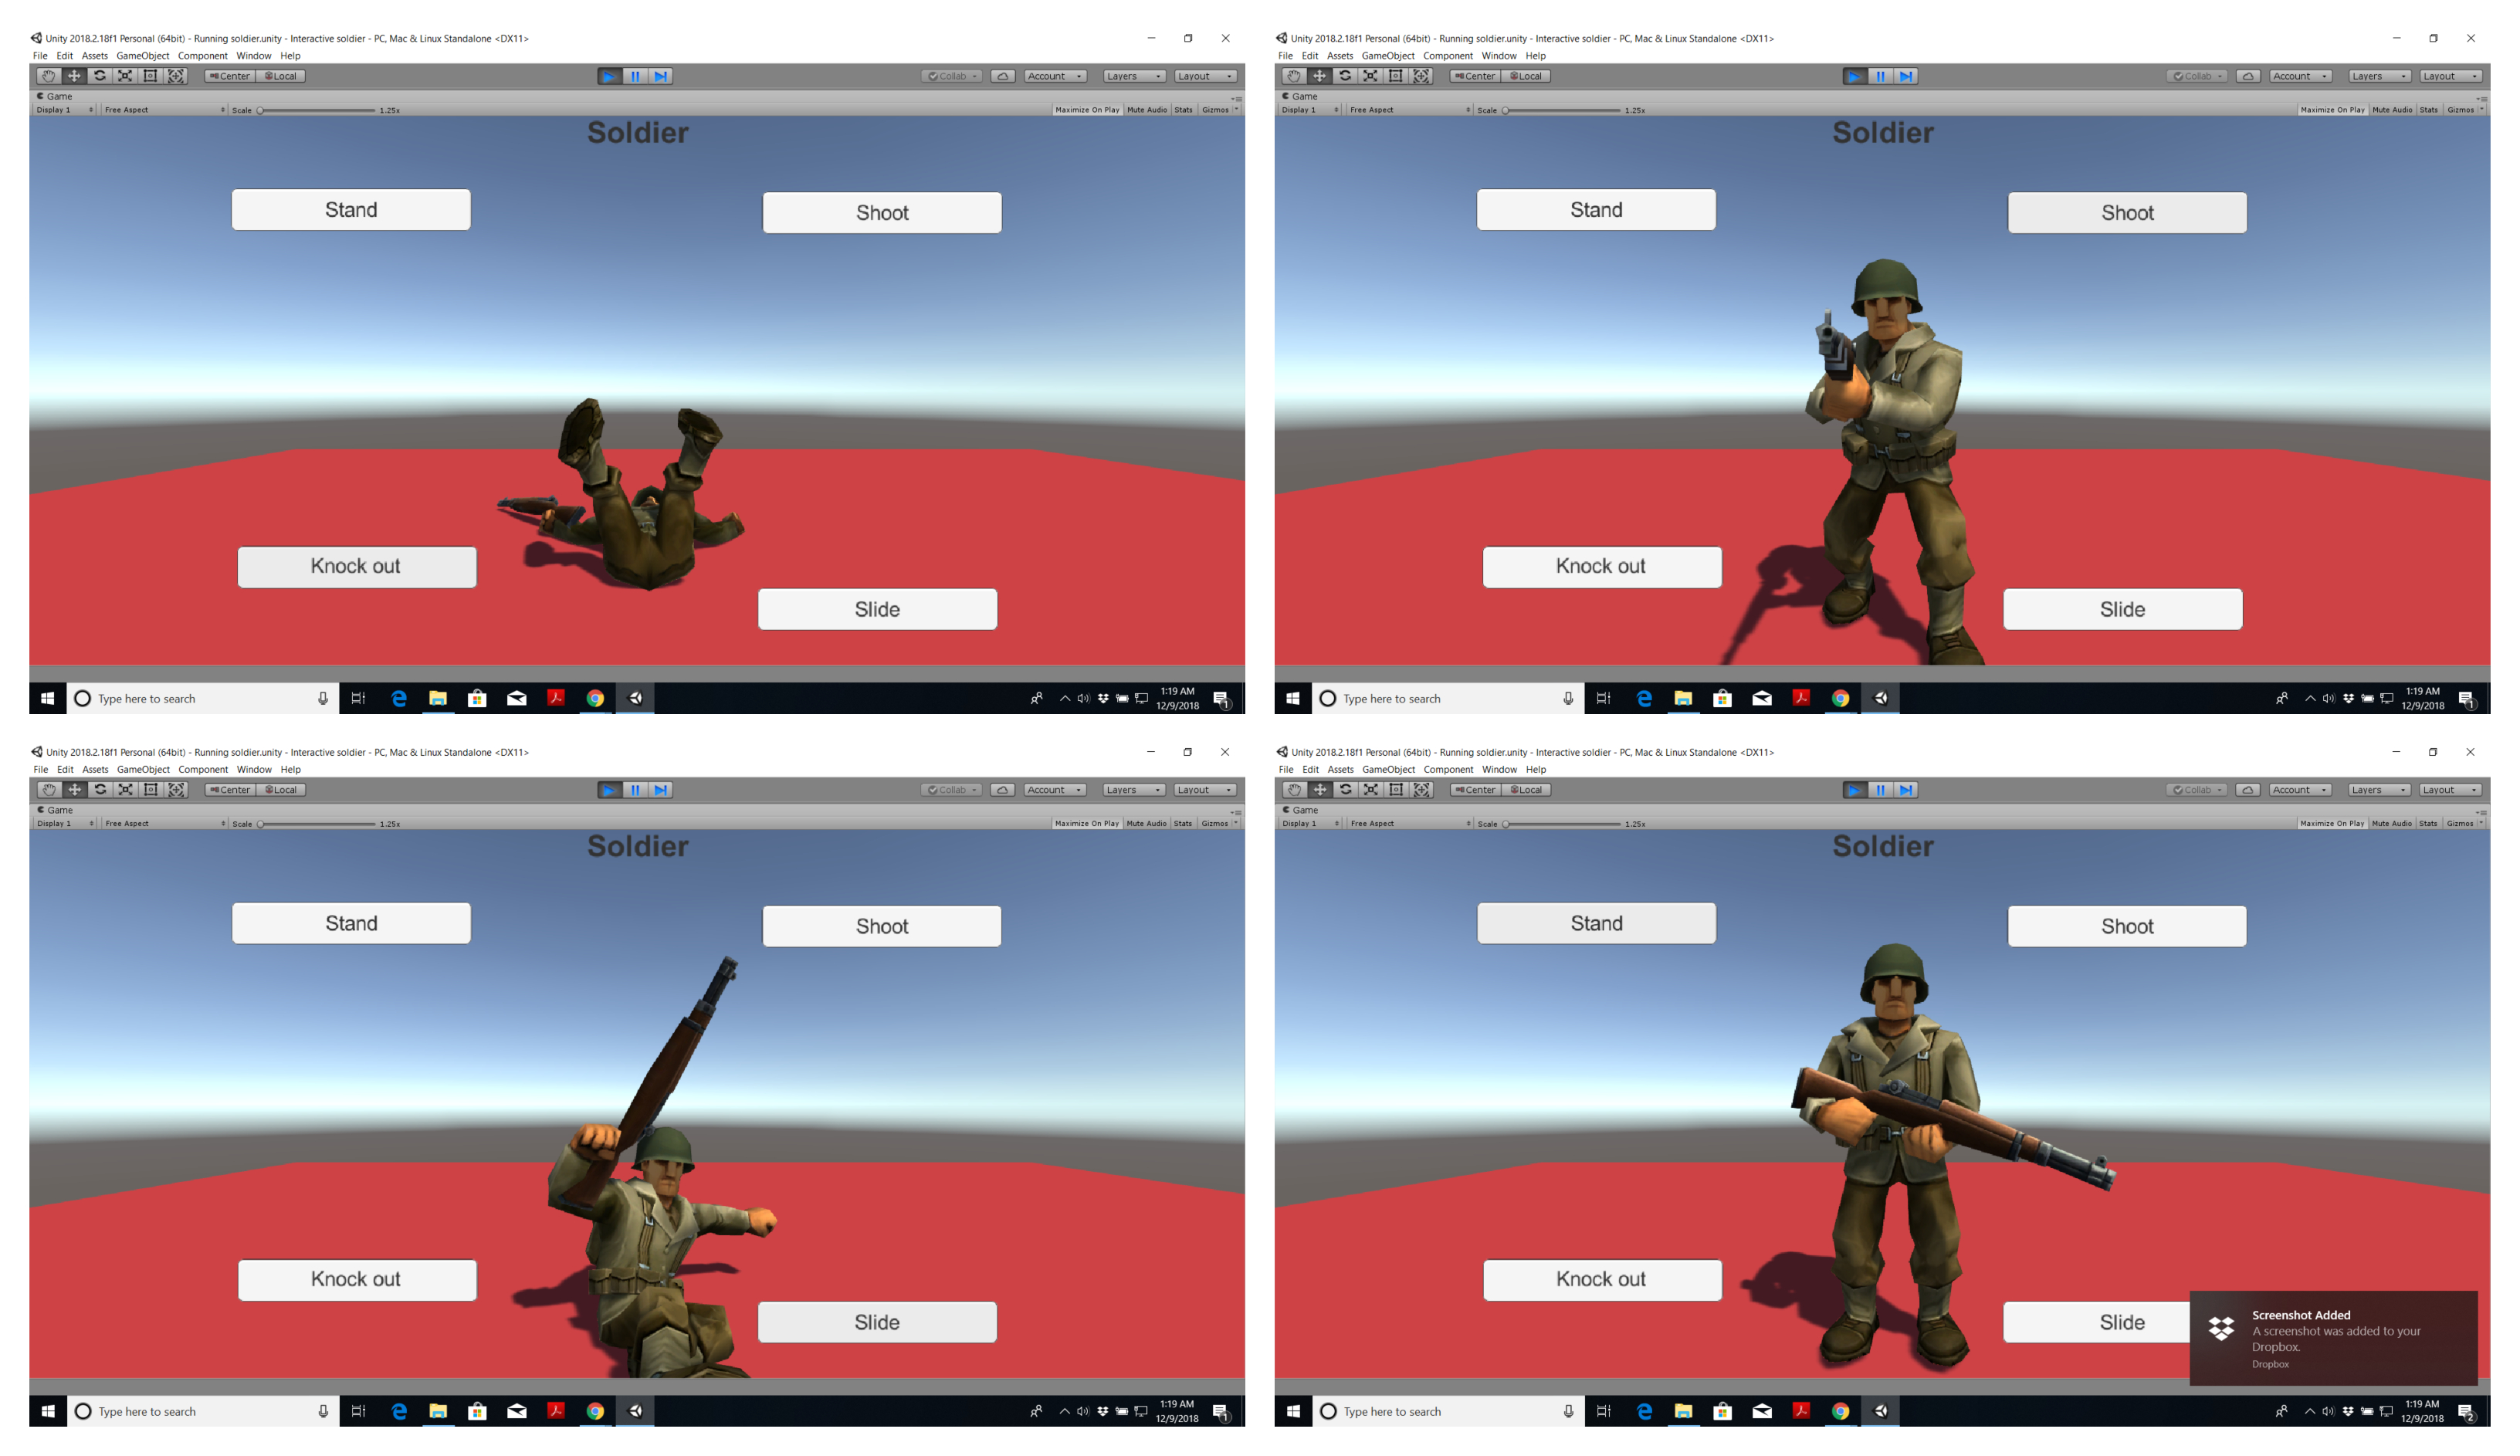 Unity 2018.2.18f1 Personal (64bit) - Running soldier.unity - Interactive soldier - PC, Mac & Linux Standalone <DX11>
File Edit Assets GameObject Component Window Help
Center Local Collab Account Layers Layout
Game
Display 1 Free Aspect Scale 1.25x Maximize On Play Mute Audio Stats Gizmos
Soldier
Stand
Shoot
Knock out
Slide
Type here to search
1:19 AM
12/9/2018
1
Unity 2018.2.18f1 Personal (64bit) - Running soldier.unity - Interactive soldier - PC, Mac & Linux Standalone <DX11>
File Edit Assets GameObject Component Window Help
Center Local Collab Account Layers Layout
Game
Display 1 Free Aspect Scale 1.25x Maximize On Play Mute Audio Stats Gizmos
Soldier
Stand
Shoot
Knock out
Slide
Type here to search
1:19 AM
12/9/2018
1
Unity 2018.2.18f1 Personal (64bit) - Running soldier.unity - Interactive soldier - PC, Mac & Linux Standalone <DX11>
File Edit Assets GameObject Component Window Help
Center Local Collab Account Layers Layout
Game
Display 1 Free Aspect Scale 1.25x Maximize On Play Mute Audio Stats Gizmos
Soldier
Stand
Shoot
Knock out
Slide
Type here to search
1:19 AM
12/9/2018
1
Unity 2018.2.18f1 Personal (64bit) - Running soldier.unity - Interactive soldier - PC, Mac & Linux Standalone <DX11>
File Edit Assets GameObject Component Window Help
Center Local Collab Account Layers Layout
Game
Display 1 Free Aspect Scale 1.25x Maximize On Play Mute Audio Stats Gizmos
Soldier
Stand
Shoot
Knock out
Slide
Screenshot Added
A screenshot was added to your
Dropbox.
Dropbox
Type here to search
1:19 AM
12/9/2018
2